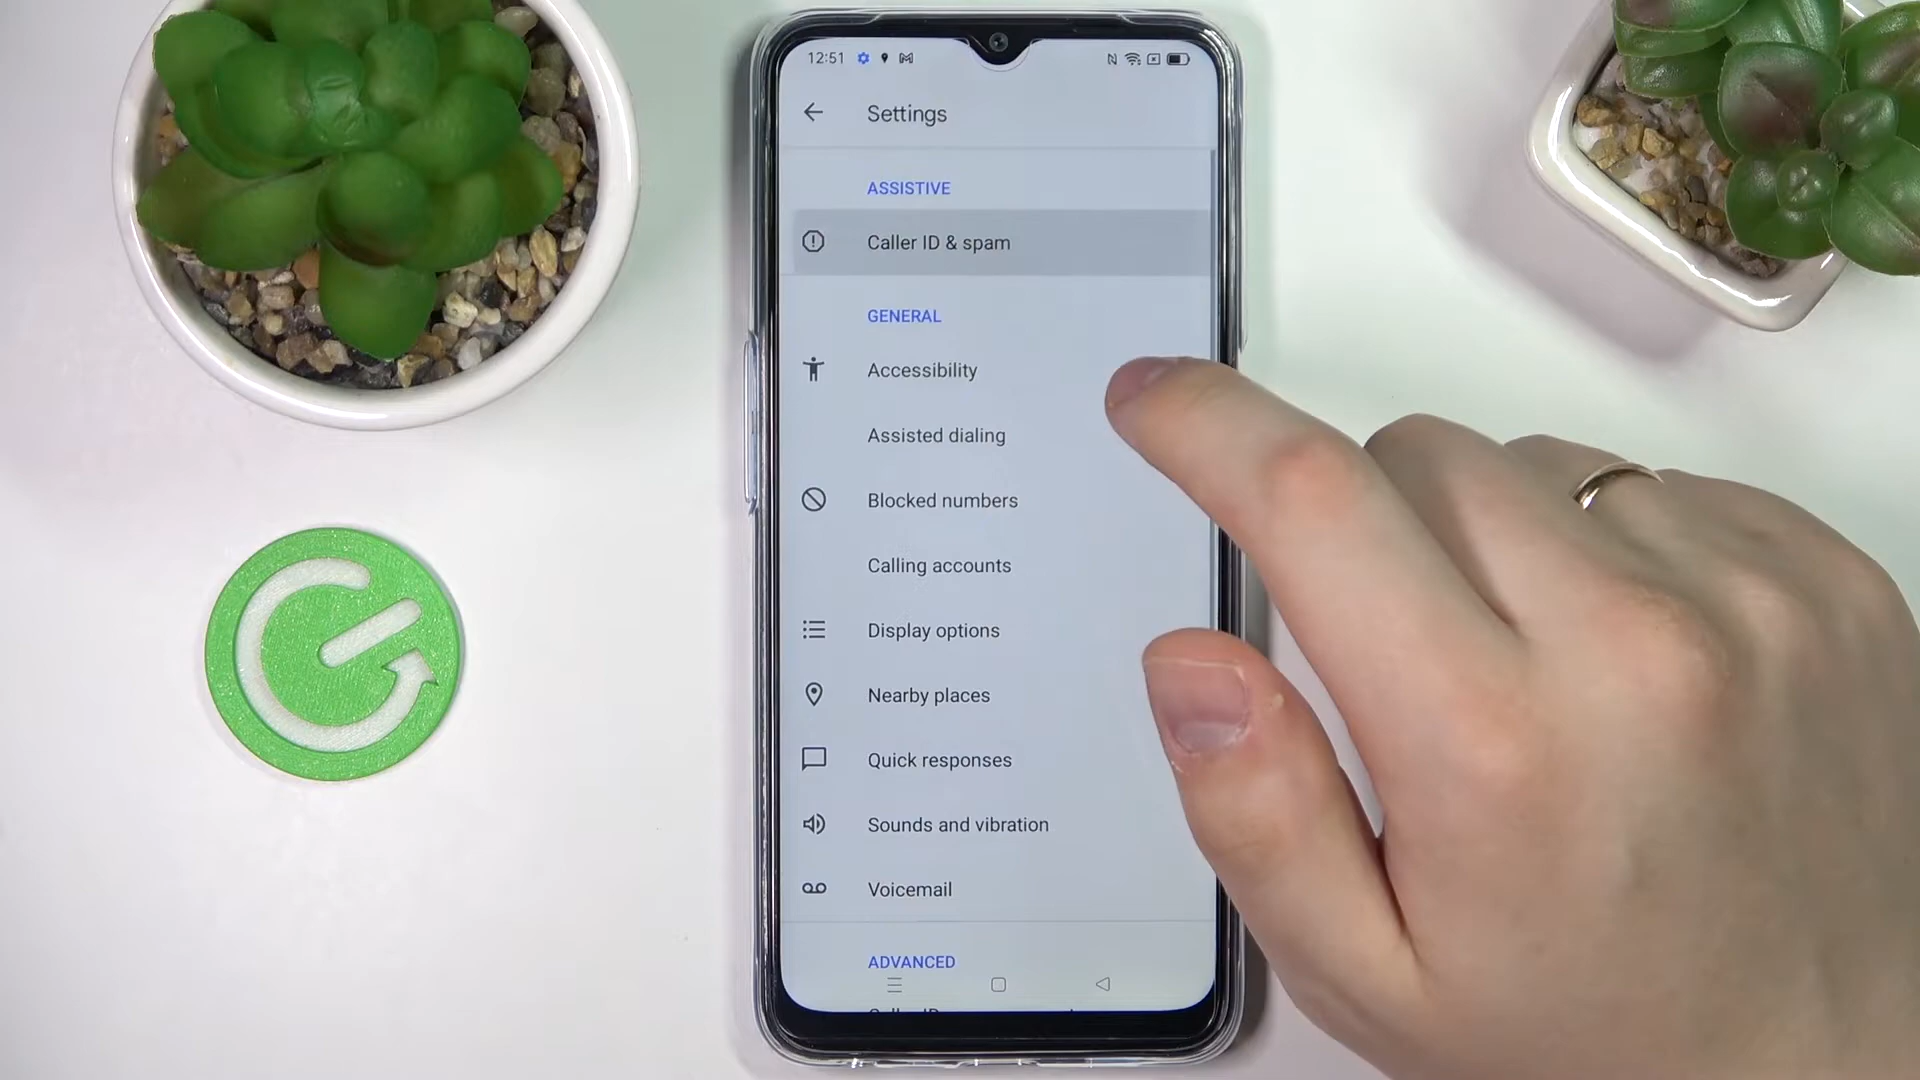 12:51
Settings
ASSISTIVE
Caller ID & spam
GENERAL
Accessibility
Assisted dialing
Blocked numbers
Calling accounts
Display options
Nearby places
Quick responses
Sounds and vibration
Voicemail
ADVANCED